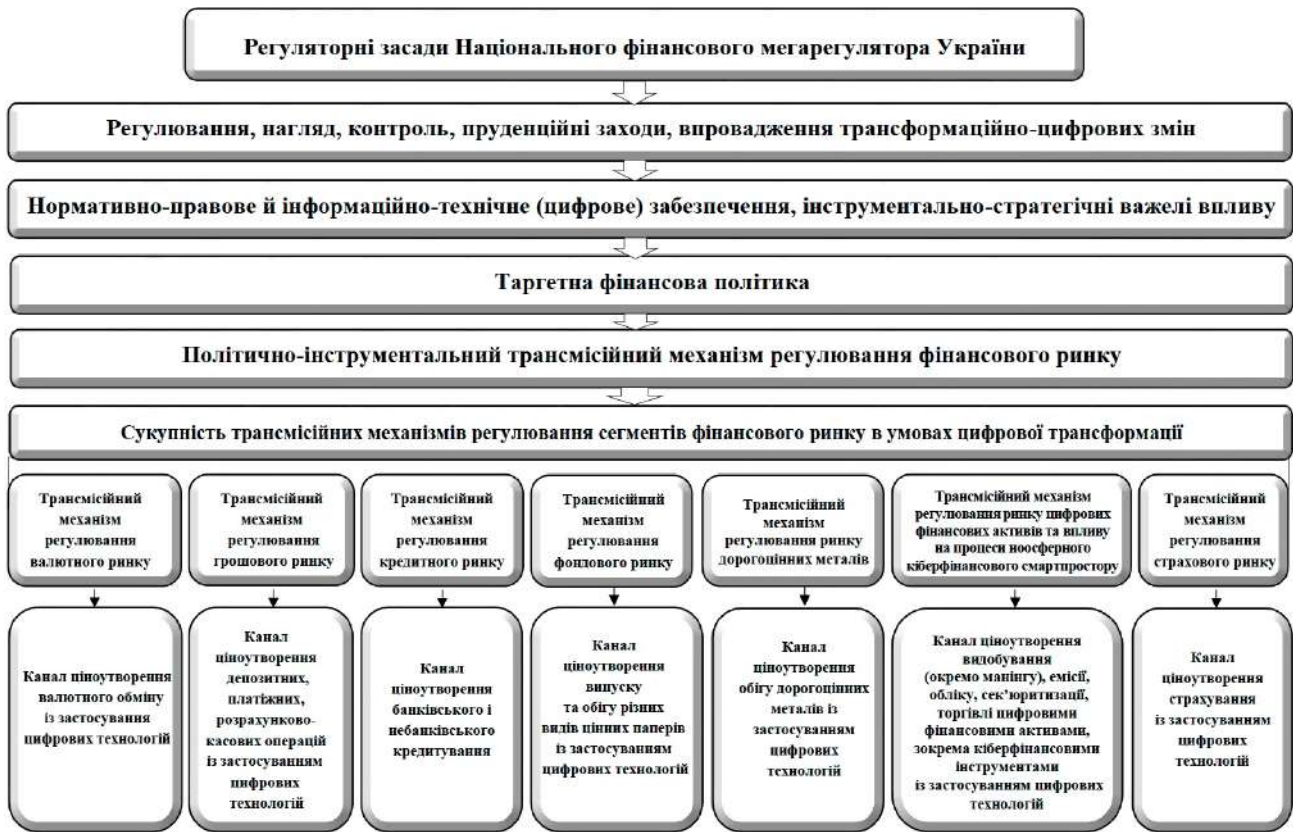 Регуляторні засади Національного фінансового мегарегулятора України
Регулювання, нагляд, контроль, пруденційні заходи, впровадження трансформаційно-цифрових змін
Нормативно-правове й інформаційно-технічне (цифрове) забезпечення, інструментально-стратегічні важелі впливу
Таргетна фінансова політика
Політично-інструментальний трансмісійний механізм регулювання фінансового ринку
Сукупність трансмісійних механізмів регулювання сегментів фінансового ринку в умовах цифрової трансформації
Трансмісійний
механізм
регулювання
валютного ринку
Трансмісійний
механізм
регулювання
грошового ринку
Трансмісійний
механізм
регулювання
кредитного ринку
Трансмісійний
механізм
регулювання
фондового ринку
Трансмісійний
механізм
регулювання ринку
дорогоцінних металів
Трансмісійний механізм
регулювання ринку цифрових
фінансових активів та впливу
на процеси ноосферного
кіберфінансового смартпростору
Трансмісійний
механізм
регулювання
страхового ринку
Канал ціноутворення
валютного обміну
із застосування
цифрових технологій
Канал
ціноутворення
депозитних,
платіжних,
розрахунково-
касових операцій
із застосуванням
цифрових
технологій
Канал
ціноутворення
банківського і
небанківського
кредитування
Канал
ціноутворення
випуску
та обігу різних
видів цінних паперів
із застосуванням
цифрових технологій
Канал
ціноутворення
обігу дорогоцінних
металів із
застосуванням
цифрових
технологій
Канал ціноутворення
видобування
(окремо манінгу), емісії,
обліку, сек’юритизації,
торгівлі цифровими
фінансовими активами,
зокрема кіберфінансовими
інструментами
із застосуванням цифрових
технологій
Канал
ціноутворення
страхування
із застосуванням
цифрових
технологій